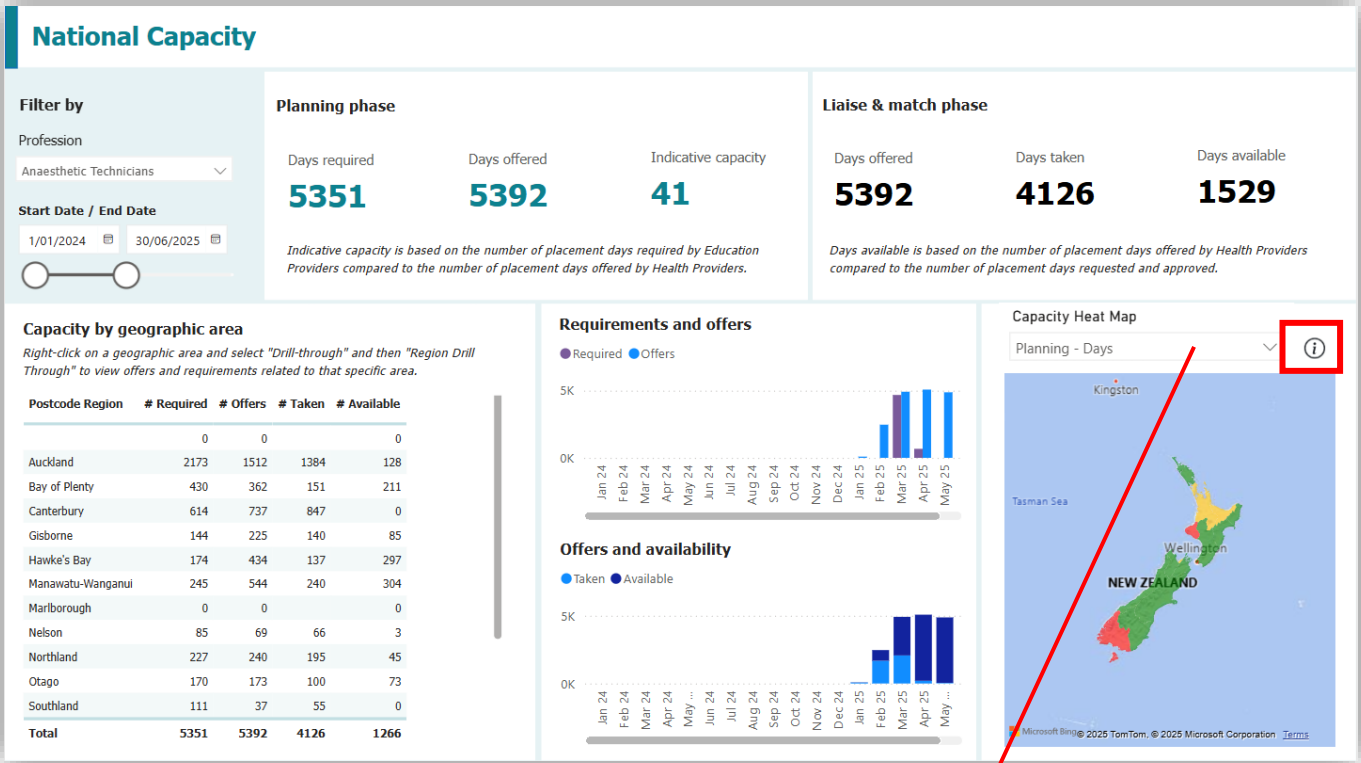 National Capacity
Filter by
Profession
Anaesthetic Technicians
Start Date / End Date
1/01/2024
30/06/2025
Planning phase
Days required
Days offered
Indicative capacity
5351
5392
41
Indicative capacity is based on the number of placement days required by Education
Providers compared to the number of placement days offered by Health Providers.
Liaise & match phase
Days offered
Days taken
Days available
5392
4126
1529
Days available is based on the number of placement days offered by Health Providers
compared to the number of placement days requested and approved.
Capacity by geographic area
Right-click on a geographic area and select "Drill-through" and then "Region Drill
Through" to view offers and requirements related to that specific area.
Postcode Region # Required # Offers # Taken # Available
0 0 0
Auckland 2173 1512 1384 128
Bay of Plenty 430 362 151 211
Canterbury 614 737 847 0
Gisborne 144 225 140 85
Hawke's Bay 174 434 137 297
Manawatu-Wanganui 245 544 240 304
Marlborough 0 0 0
Nelson 85 69 66 3
Northland 227 240 195 45
Otago 170 173 100 73
Southland 111 37 55 0
Total 5351 5392 4126 1266
Requirements and offers
Required Offers
5K
0K
Jan 24 Feb 24 Mar 24 Apr 24 May 24 Jun 24 Jul 24 Aug 24 Sep 24 Oct 24 Nov 24 Dec 24 Jan 25 Feb 25 Mar 25 Apr 25 May 25
Offers and availability
Taken Available
5K
0K
Jan 24 Feb 24 Mar 24 Apr 24 May ... Jun 24 Jul 24 Aug 24 Sep 24 Oct 24 Nov 24 Dec 24 Jan 25 Feb 25 Mar 25 Apr 25 May ...
Capacity Heat Map
Planning - Days
i
Kingston
Tasman Sea
Wellington
NEW ZEALAND
Microsoft Bing
© 2025 TomTom, © 2025 Microsoft Corporation Terms